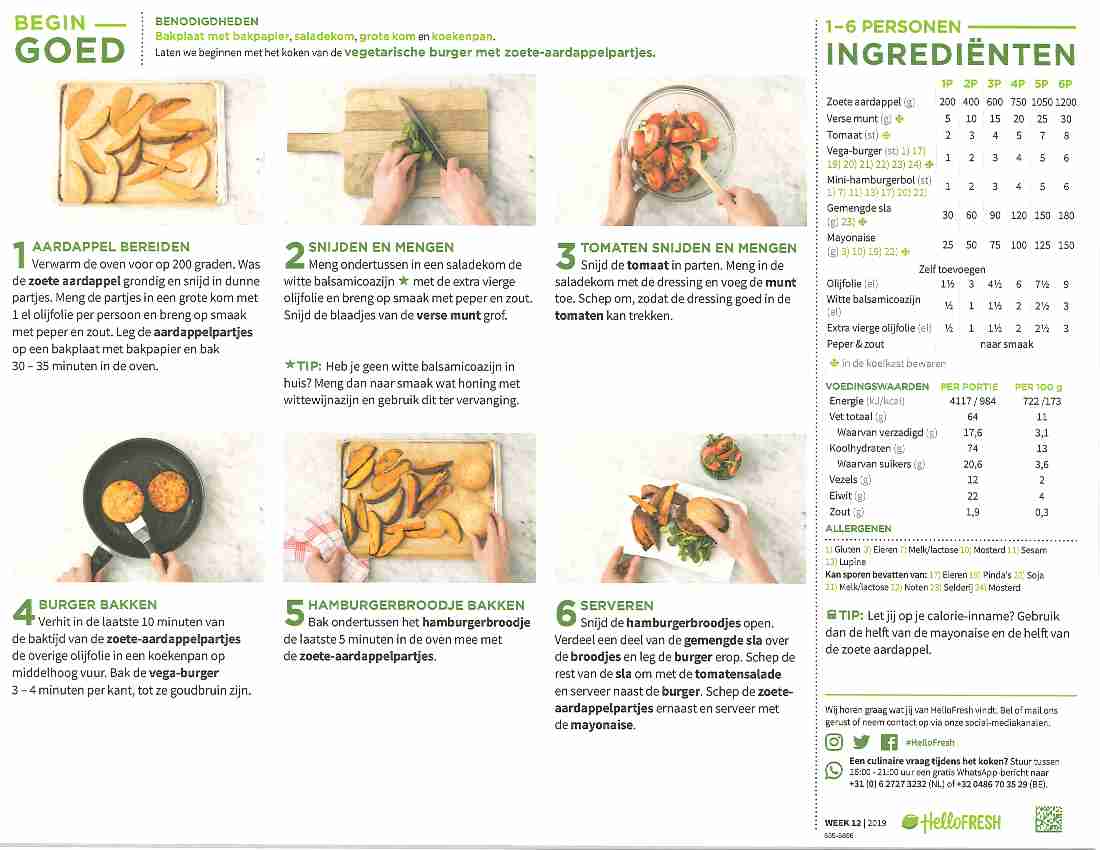 BEGIN
GOED
BENODIGDHEDEN
Bakplaat met bakpapier, saladekom, grote kom en koekenpan.
Laten we beginnen met het koken van de vegetarische burger met zoete-aardappelpartjes.
1 AARDAPPEL BEREIDEN
Verwarm de oven voor op 200 graden. Was
de zoete aardappel grondig en snijd in dunne
partjes. Meng de partjes in een grote kom met
1 el olijfolie per persoon en breng op smaak
met peper en zout. Leg de aardappelpartjes
op een bakplaat met bakpapier en bak
30 – 35 minuten in de oven.
2 SNIJDEN EN MENGEN
Meng ondertussen in een saladekom de
witte balsamicoazijn ★ met de extra vierge
olijfolie en breng op smaak met peper en zout.
Snijd de blaadjes van de verse munt grof.
★TIP: Heb je geen witte balsamicoazijn in
huis? Meng dan naar smaak wat honing met
wittewijnazijn en gebruik dit ter vervanging.
3 TOMATEN SNIJDEN EN MENGEN
Snijd de tomaat in parten. Meng in de
saladekom met de dressing en voeg de munt
toe. Schep om, zodat de dressing goed in de
tomaten kan trekken.
4 BURGER BAKKEN
Verhit in de laatste 10 minuten van
de baktijd van de zoete-aardappelpartjes
de overige olijfolie in een koekenpan op
middelhoog vuur. Bak de vega-burger
3 – 4 minuten per kant, tot ze goudbruin zijn.
5 HAMBURGERBROODJE BAKKEN
Bak ondertussen het hamburgerbroodje
de laatste 5 minuten in de oven mee met
de zoete-aardappelpartjes.
6 SERVEREN
Snijd de hamburgerbroodjes open.
Verdeel een deel van de gemengde sla over
de broodjes en leg de burger erop. Schep de
rest van de sla om met de tomatensalade
en serveer naast de burger. Schep de zoete-
aardappelpartjes ernaast en serveer met
de mayonaise.
1–6 PERSONEN
INGREDIËNTEN
1P 2P 3P 4P 5P 6P
Zoete aardappel (g) 200 400 600 750 1050 1200
Verse munt (g) 5 10 15 20 25 30
Tomaat (st) 2 3 4 5 7 8
Vega-burger (st) 1) 17)
19) 20) 21) 22) 23) 24) 1 2 3 4 5 6
Mini-hamburgerbol (st)
1) 7) 11) 13) 17) 20) 22) 1 2 3 4 5 6
Gemengde sla
(g) 23) 30 60 90 120 150 180
Mayonaise
(g) 3) 10) 19) 22) 25 50 75 100 125 150
Zelf toevoegen
Olijfolie (el) 1½ 3 4½ 6 7½ 9
Witte balsamicoazijn
(el) ½ 1 1½ 2 2½ 3
Extra vierge olijfolie (el) ½ 1 1½ 2 2½ 3
Peper & zout naar smaak
in de koelkast bewaren
VOEDINGSWAARDEN PER PORTIE PER 100 g
Energie (kJ/kcal) 4117 / 984 722 /173
Vet totaal (g) 64 11
Waarvan verzadigd (g) 17,6 3,1
Koolhydraten (g) 74 13
Waarvan suikers (g) 20,6 3,6
Vezels (g) 12 2
Eiwit (g) 22 4
Zout (g) 1,9 0,3
ALLERGENEN
1) Gluten 3) Eieren 7) Melk/lactose 10) Mosterd 11) Sesam
13) Lupine
Kan sporen bevatten van: 17) Eieren 19) Pinda's 20) Soja
21) Melk/lactose 22) Noten 23) Selderij 24) Mosterd
TIP: Let jij op je calorie-inname? Gebruik
dan de helft van de mayonaise en de helft van
de zoete aardappel.
Wij horen graag wat jij van HelloFresh vindt. Bel of mail ons
gerust of neem contact op via onze social-mediakanalen.
#HelloFresh
Een culinaire vraag tijdens het koken? Stuur tussen
16:00 - 21:00 uur een gratis WhatsApp-bericht naar
+31 (0) 6 2727 3232 (NL) of +32 0486 70 35 29 (BE).
WEEK 12 | 2019
HelloFRESH